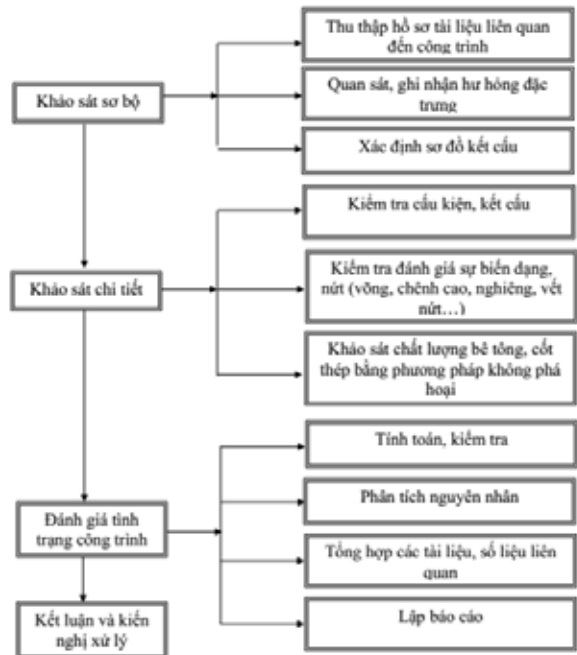 Thu thập hồ sơ tài liệu liên quan
đến công trình
Khảo sát sơ bộ
Quan sát, ghi nhận hư hỏng đặc
trưng
Xác định sơ đồ kết cấu
Kiểm tra cấu kiện, kết cấu
Khảo sát chi tiết
Kiểm tra đánh giá sự biến dạng,
nứt (võng, chênh cao, nghiêng, vết
nứt…)
Khảo sát chất lượng bê tông, cốt
thép bằng phương pháp không phá
hoại
Tính toán, kiểm tra
Đánh giá tình
trạng công trình
Phân tích nguyên nhân
Tổng hợp các tài liệu, số liệu liên
quan
Lập báo cáo
Kết luận và kiến
nghị xử lý